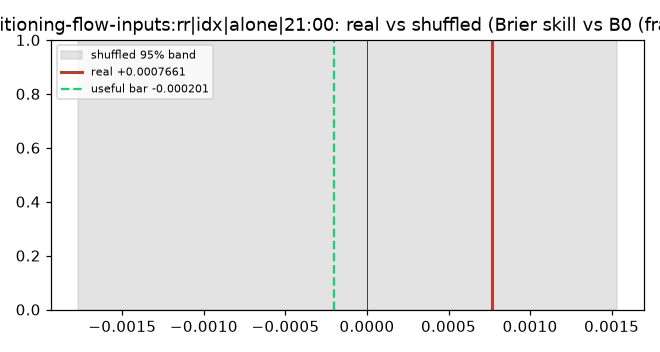 itioning-flow-inputs:rr|idx|alone|21:00: real vs shuffled (Brier skill vs B0 (fra
shuffled 95% band
real +0.0007661
useful bar -0.000201
1.0
0.8
0.6
0.4
0.2
0.0
−0.0015 −0.0010 −0.0005 0.0000 0.0005 0.0010 0.0015